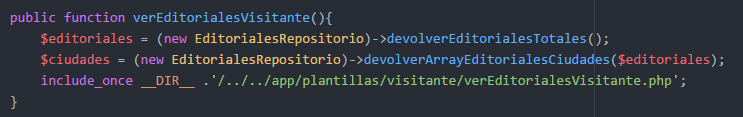 public function verEditorialesVisitante(){
    $editoriales = (new EditorialesRepositorio)->devolverEditorialesTotales();
    $ciudades = (new EditorialesRepositorio)->devolverArrayEditorialesCiudades($editoriales);
    include_once __DIR__ .'/../../app/plantillas/visitante/verEditorialesVisitante.php';
}